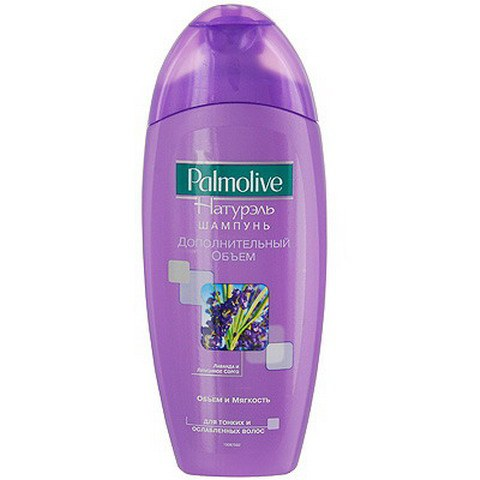 Palmolive
Натурэль
ШАМПУНЬ
ДОПОЛНИТЕЛЬНЫЙ
ОБЪЕМ
Лаванда и
Объем и Мягкость
ДЛЯ ТОНКИХ И
ОСЛАБЛЕННЫХ ВОЛОС